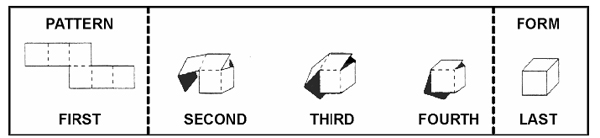 PATTERN
FORM
FIRST
SECOND
THIRD
FOURTH
LAST